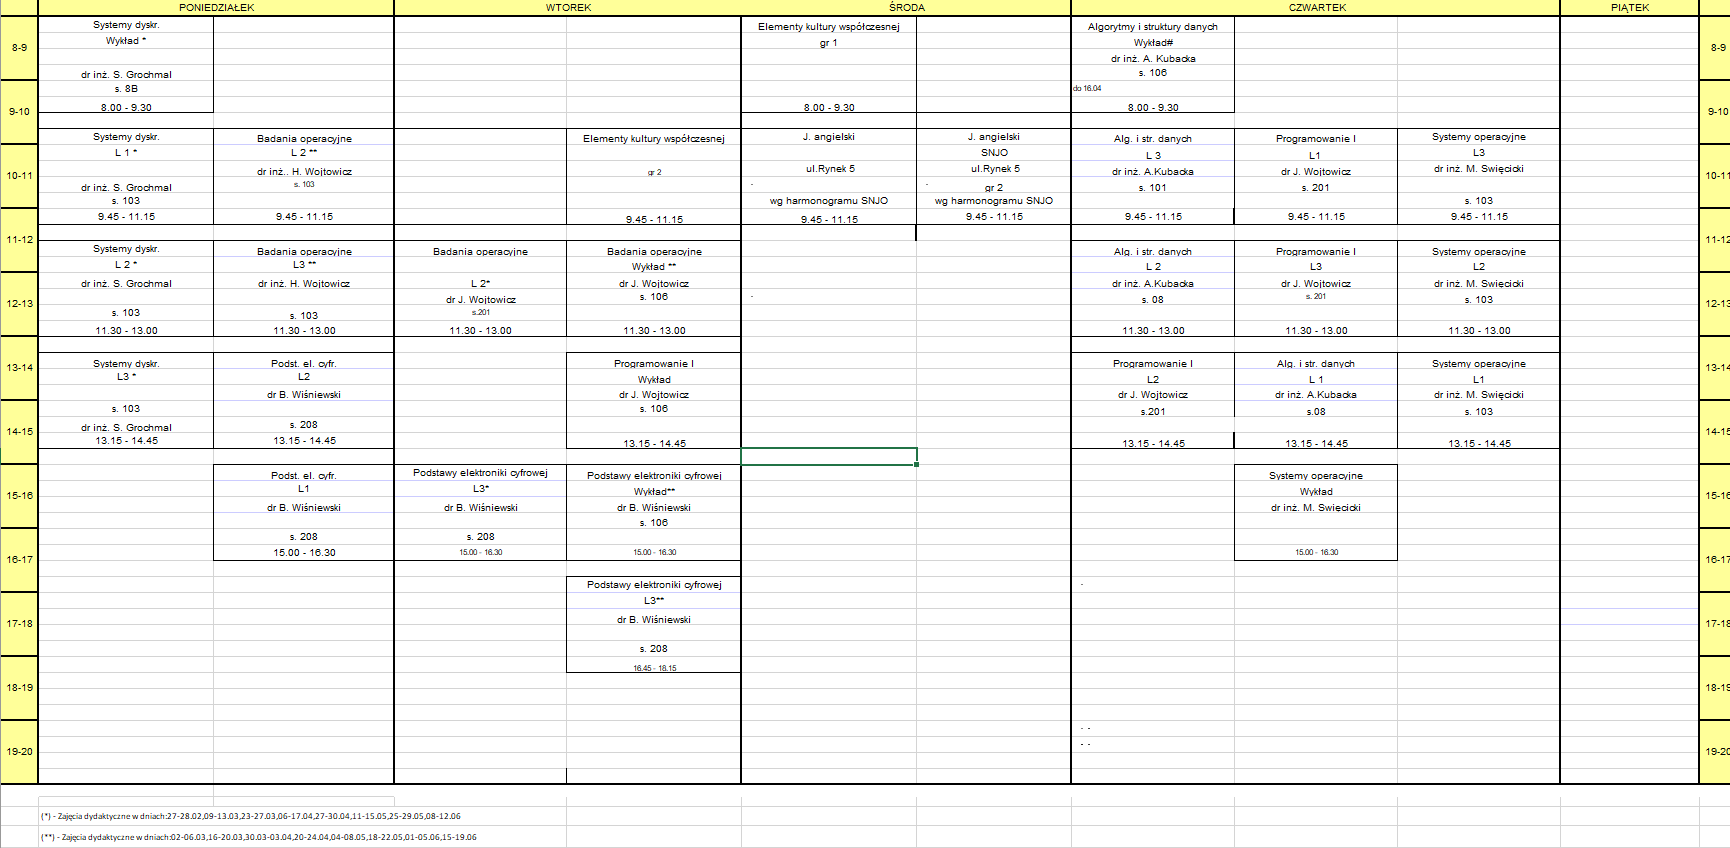 PONIEDZIAŁEK
WTOREK
ŚRODA
CZWARTEK
PIĄTEK
8-9
9-10
10-11
11-12
12-13
13-14
14-15
15-16
16-17
17-18
18-19
19-20
Systemy dyskr.
Wykład *
dr inż. S. Grochmal
s. 8B
8.00 - 9.30
Systemy dyskr.
L 1 *
dr inż. S. Grochmal
s. 103
9.45 - 11.15
Systemy dyskr.
L 2 *
dr inż. S. Grochmal
s. 103
11.30 - 13.00
Systemy dyskr.
L3 *
s. 103
dr inż. S. Grochmal
13.15 - 14.45
Badania operacyjne
L 2 **
dr inż.. H. Wojtowicz
s. 103
9.45 - 11.15
Badania operacyjne
L3 **
dr inż. H. Wojtowicz
s. 103
11.30 - 13.00
Podst. el. cyfr.
L2
dr B. Wiśniewski
s. 208
13.15 - 14.45
Podst. el. cyfr.
L1
dr B. Wiśniewski
s. 208
15.00 - 16.30
Badania operacyjne
L 2*
dr J. Wojtowicz
s.201
11.30 - 13.00
Podstawy elektroniki cyfrowej
L3*
dr B. Wiśniewski
s. 208
15.00 - 16.30
Elementy kultury współczesnej
gr 2
9.45 - 11.15
Badania operacyjne
Wykład **
dr J. Wojtowicz
s. 106
11.30 - 13.00
Programowanie I
Wykład
dr J. Wojtowicz
s. 106
13.15 - 14.45
Podstawy elektroniki cyfrowej
Wykład**
dr B. Wiśniewski
s. 106
15.00 - 16.30
Podstawy elektroniki cyfrowej
L3**
dr B. Wiśniewski
s. 208
16.45 - 18.15
Elementy kultury współczesnej
gr 1
8.00 - 9.30
J. angielski
ul.Rynek 5
wg harmonogramu SNJO
9.45 - 11.15
J. angielski
SNJO
ul.Rynek 5
gr 2
wg harmonogramu SNJO
9.45 - 11.15
Algorytmy i struktury danych
Wykład#
dr inż. A. Kubacka
s. 106
do 16.04
8.00 - 9.30
Alg. i str. danych
L 3
dr inż. A.Kubacka
s. 101
9.45 - 11.15
Alg. i str. danych
L 2
dr inż. A.Kubacka
s. 08
11.30 - 13.00
Programowanie I
L2
dr J. Wojtowicz
s.201
13.15 - 14.45
Programowanie I
L1
dr J. Wojtowicz
s. 201
9.45 - 11.15
Programowanie I
L3
dr J. Wojtowicz
s. 201
11.30 - 13.00
Alg. i str. danych
L 1
dr inż. A.Kubacka
s.08
13.15 - 14.45
Systemy operacyjne
Wykład
dr inż. M. Swięcicki
15.00 - 16.30
Systemy operacyjne
L3
dr inż. M. Swięcicki
s. 103
9.45 - 11.15
Systemy operacyjne
L2
dr inż. M. Swięcicki
s. 103
11.30 - 13.00
Systemy operacyjne
L1
dr inż. M. Swięcicki
s. 103
13.15 - 14.45
8-9
9-10
10-11
11-12
12-13
13-14
14-15
15-16
16-17
17-18
18-19
19-20
(*) - Zajęcia dydaktyczne w dniach:27-28.02,09-13.03,23-27.03,06-17.04,27-30.04,11-15.05,25-29.05,08-12.06
(**) - Zajęcia dydaktyczne w dniach:02-06.03,16-20.03,30.03-03.04,20-24.04,04-08.05,18-22.05,01-05.06,15-19.06